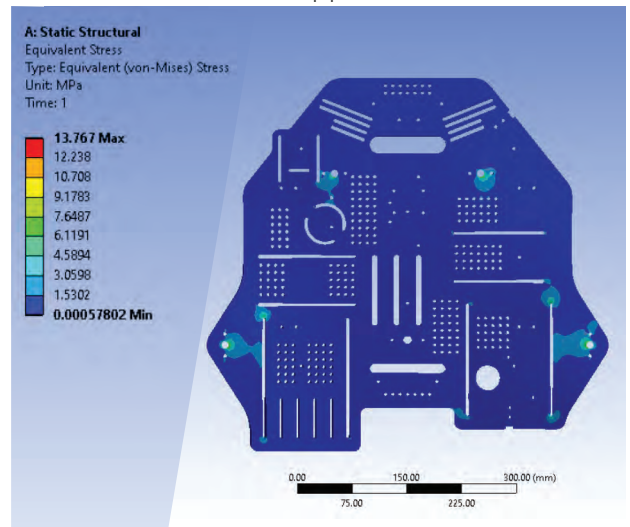 A: Static Structural
Equivalent Stress
Type: Equivalent (von-Mises) Stress
Unit: MPa
Time: 1
13.767 Max
12.238
10.708
9.1783
7.6487
6.1191
4.5894
3.0598
1.5302
0.00057802 Min
0.00 150.00 300.00 (mm)
75.00 225.00